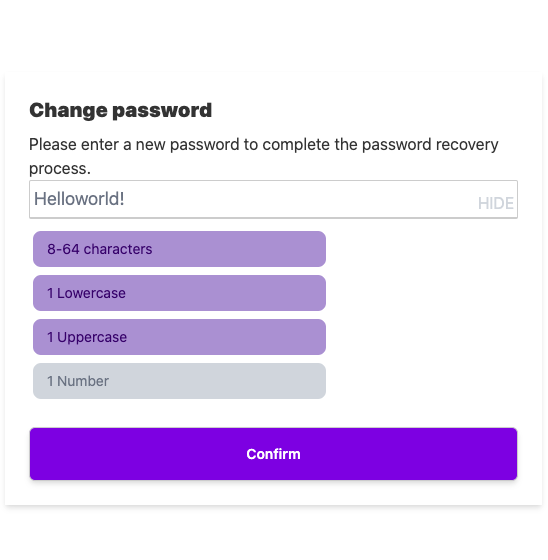 Change password
Please enter a new password to complete the password recovery
process.
Helloworld!
HIDE
8-64 characters
1 Lowercase
1 Uppercase
1 Number
Confirm